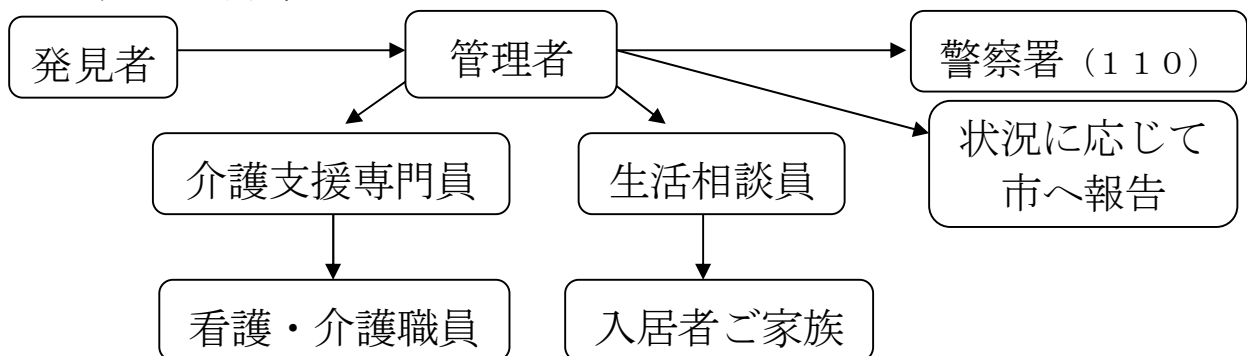 発見者
管理者
警察署（１１０）
状況に応じて
市へ報告
介護支援専門員
生活相談員
看護・介護職員
入居者ご家族